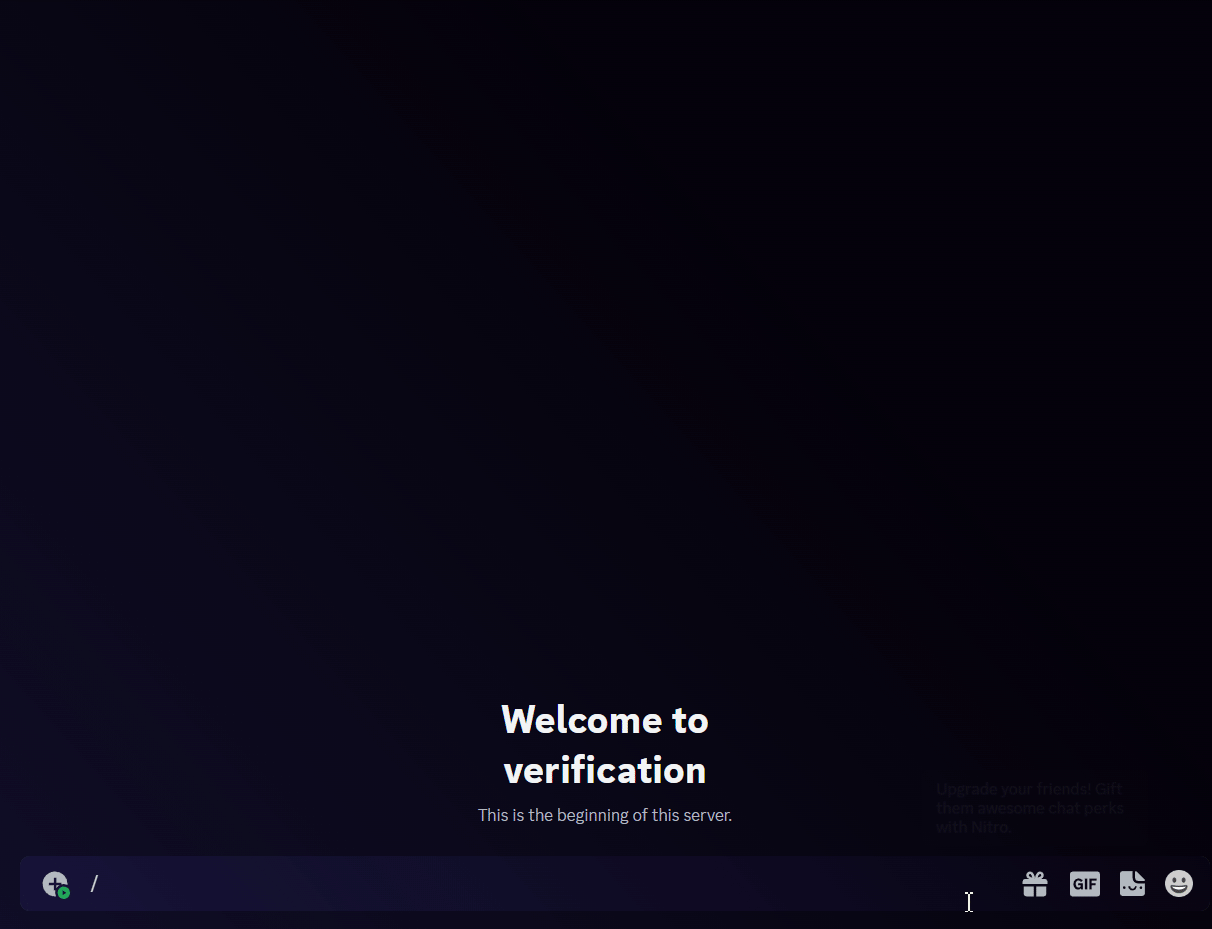 Welcome to
verification
This is the beginning of this server.
Upgrade your friends! Gift
them awesome chat perks
with Nitro.
/
GIF